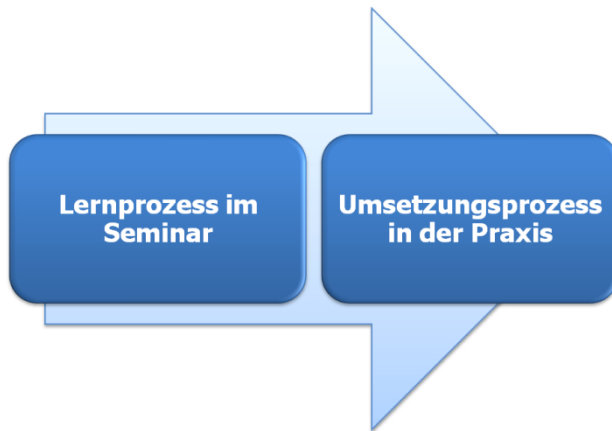 Lernprozess im
Seminar
Umsetzungsprozess
in der Praxis